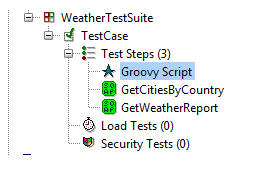 WeatherTestSuite
TestCase
Test Steps (3)
Groovy Script
GetCitiesByCountry
GetWeatherReport
Load Tests (0)
Security Tests (0)